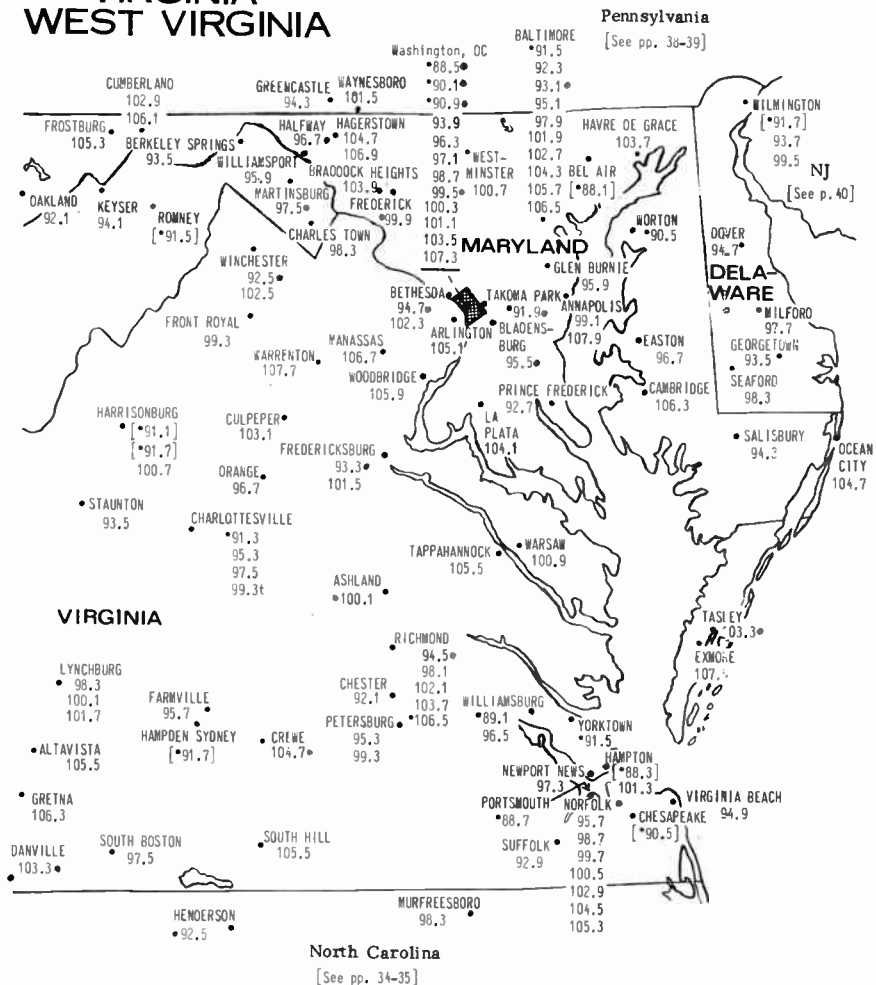 WEST VIRGINIA
Pennsylvania
[See pp. 38-39]
CUMBERLAND
102.9
106.1
GREENCASTLE
94.3
WAYNESBORO
101.5
Washington, DC
*88.5
*90.1
*90.9
93.9
96.3
97.1
98.7
99.5
100.3
101.1
103.5
107.3
BALTIMORE
*91.5
92.3
93.1
95.1
97.9
101.9
102.7
104.3
105.7
106.5
FROSTBURG
105.3
BERKELEY SPRINGS
93.5
HALFWAY
96.7
HAGERSTOWN
104.7
106.9
WILLIAMSPORT
95.9
BRADDOCK HEIGHTS
103.9
MARTINSBURG
97.5
FREDERICK
99.9
WEST-
MINSTER
100.7
HAVRE DE GRACE
103.7
BEL AIR
[*88.1]
WILMINGTON
[*91.7]
93.7
99.5
NJ
[See p.40]
OAKLAND
92.1
KEYSER
94.1
ROMNEY
[*91.5]
CHARLES TOWN
98.3
WORTON
90.5
DOVER
94.7
MARYLAND
DELA-
WARE
WINCHESTER
92.5
102.5
GLEN BURNIE
95.9
BETHESDA
94.7
102.3
TAKOMA PARK
*91.9
ANNAPOLIS
99.1
107.9
MILFORD
97.7
FRONT ROYAL
99.3
MANASSAS
106.7
ARLINGTON
105.1
BLADENS-
BURG
95.5
EASTON
96.7
GEORGETOWN
93.5
WARRENTON
107.7
WOODBRIDGE
105.9
PRINCE FREDERICK
92.7
CAMBRIDGE
106.3
SEAFORD
98.3
HARRISONBURG
[*91.1]
[*91.7]
100.7
CULPEPER
103.1
LA
PLATA
104.1
FREDERICKSBURG
93.3
101.5
SALISBURY
94.3
OCEAN
CITY
104.7
ORANGE
96.7
STAUNTON
93.5
CHARLOTTESVILLE
*91.3
95.3
97.5
99.3t
TAPPAHANNOCK
105.5
WARSAW
100.9
ASHLAND
100.1
VIRGINIA
TASLEY
103.3
EXMORE
RICHMOND
94.5
98.1
102.1
103.7
*106.5
LYNCHBURG
98.3
100.1
101.7
FARMVILLE
95.7
CHESTER
92.1
WILLIAMSBURG
*89.1
96.5
HAMPDEN SYDNEY
[*91.7]
CREWE
104.7
PETERSBURG
95.3
99.3
YORKTOWN
*91.5
ALTAVISTA
105.5
HAMPTON
[*88.3]
101.3
NEWPORT NEWS
97.3
GRETNA
106.3
PORTSMOUTH
*88.7
NORFOLK
95.7
98.7
99.7
100.5
102.9
104.5
105.3
VIRGINIA BEACH
94.9
CHESAPEAKE
[*90.5]
DANVILLE
103.3
SOUTH BOSTON
97.5
SOUTH HILL
105.5
SUFFOLK
92.9
HENDERSON
*92.5
MURFREESBORO
98.3
North Carolina
[See pp. 34-35]